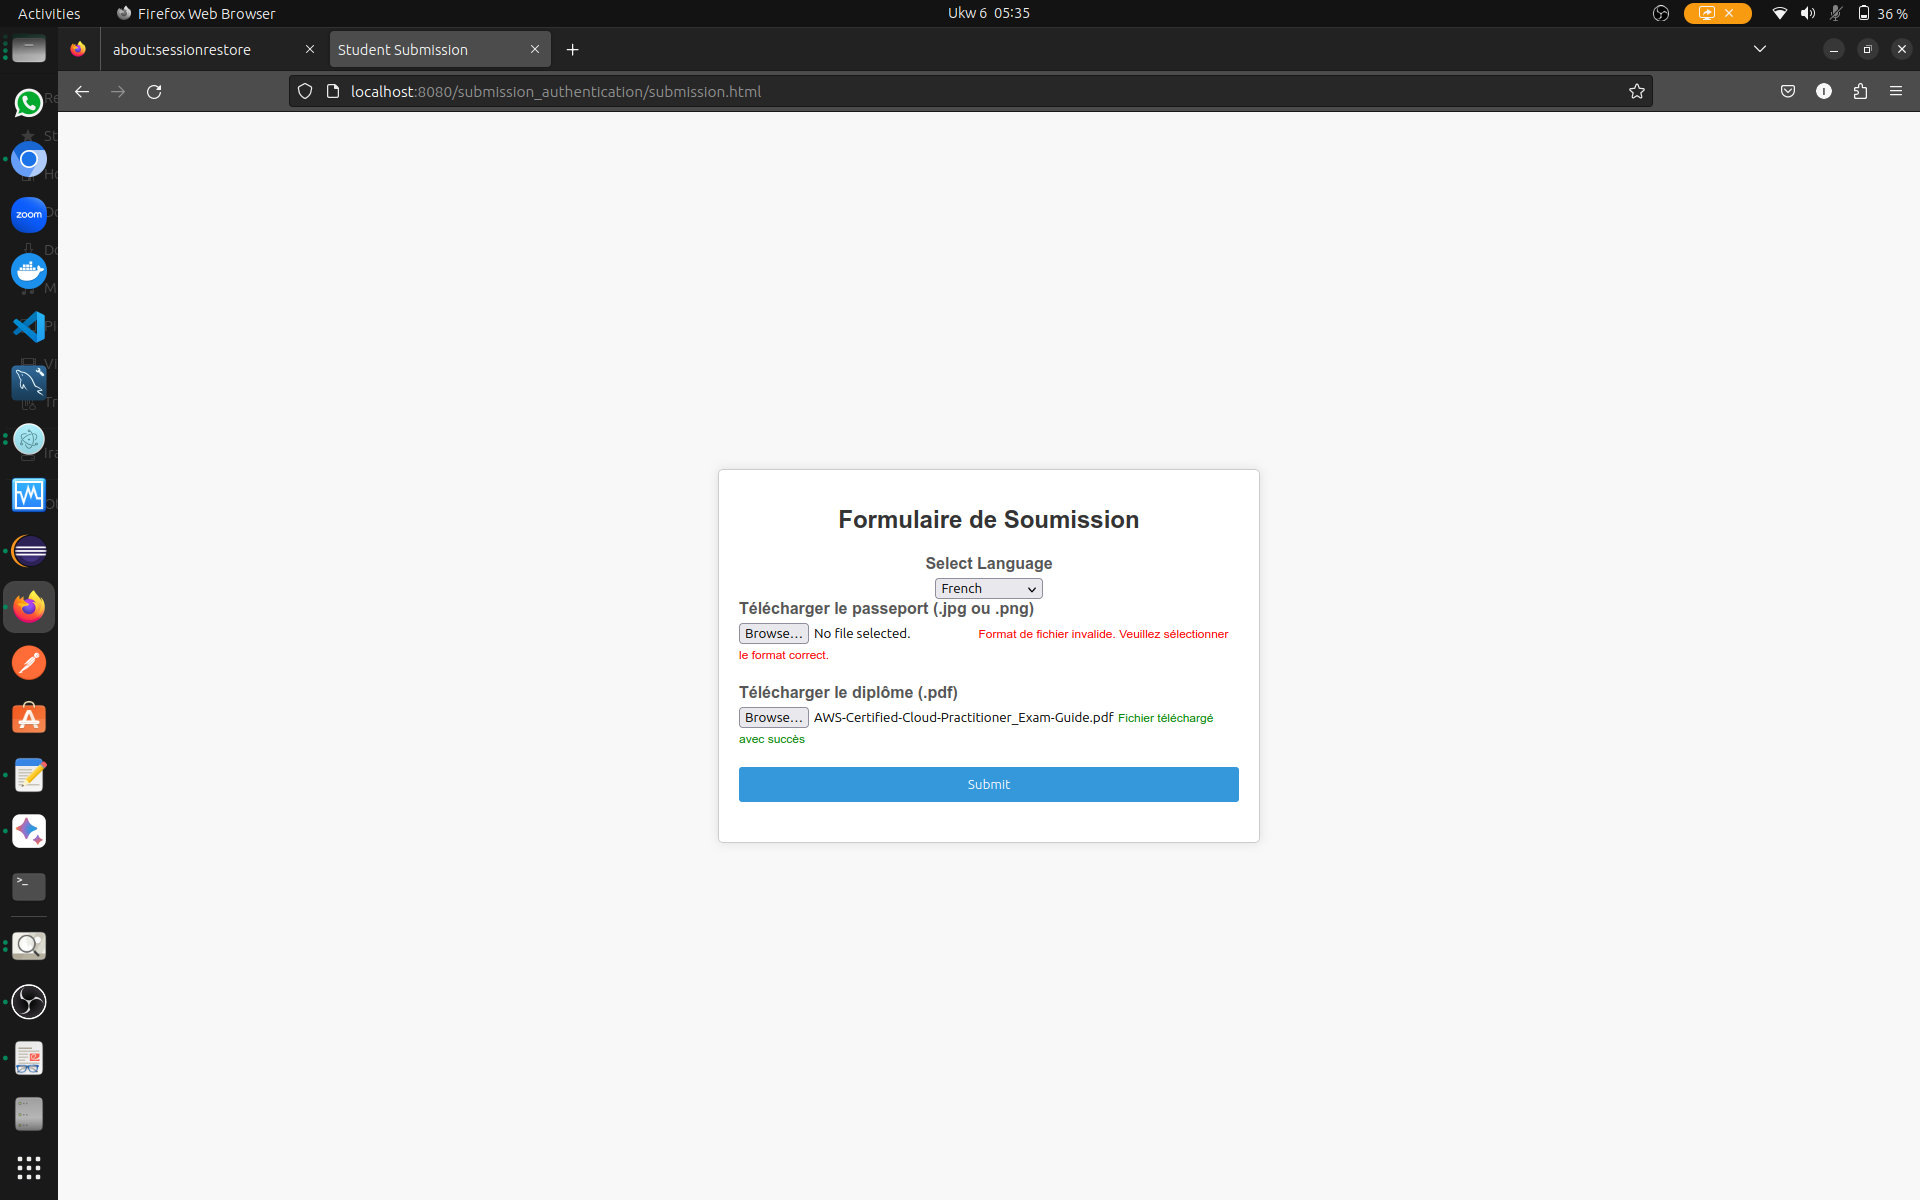 Activities
Firefox Web Browser
Ukw 6 05:35
36 %
about:sessionrestore
Student Submission
localhost:8080/submission_authentication/submission.html
zoom
Formulaire de Soumission
Select Language
French
Télécharger le passeport (.jpg ou .png)
Browse... No file selected. Format de fichier invalide. Veuillez sélectionner
le format correct.
Télécharger le diplôme (.pdf)
Browse... AWS-Certified-Cloud-Practitioner_Exam-Guide.pdf Fichier téléchargé
avec succès
Submit